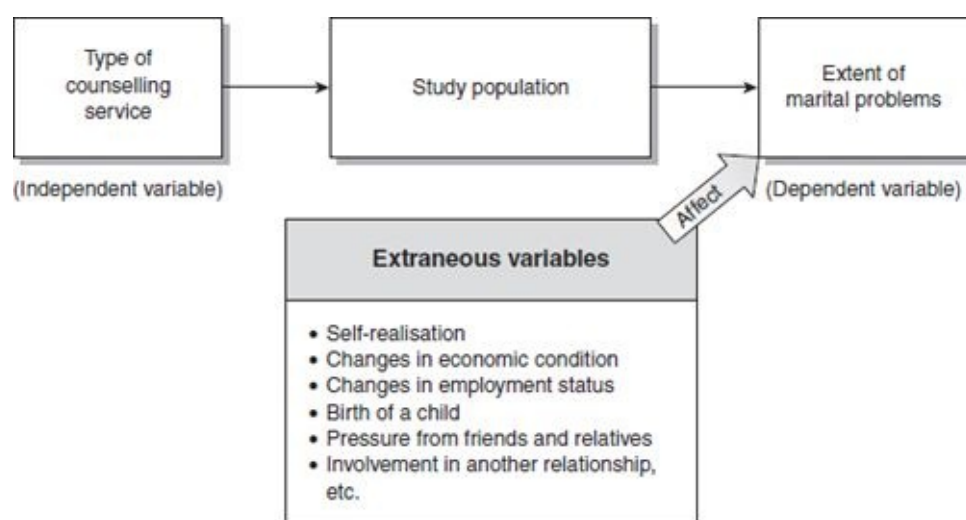 Type of
counselling
service
Study population
Extent of
marital problems
(Independent variable)
(Dependent variable)
Affect
Extraneous variables
• Self-realisation
• Changes in economic condition
• Changes in employment status
• Birth of a child
• Pressure from friends and relatives
• Involvement in another relationship,
etc.